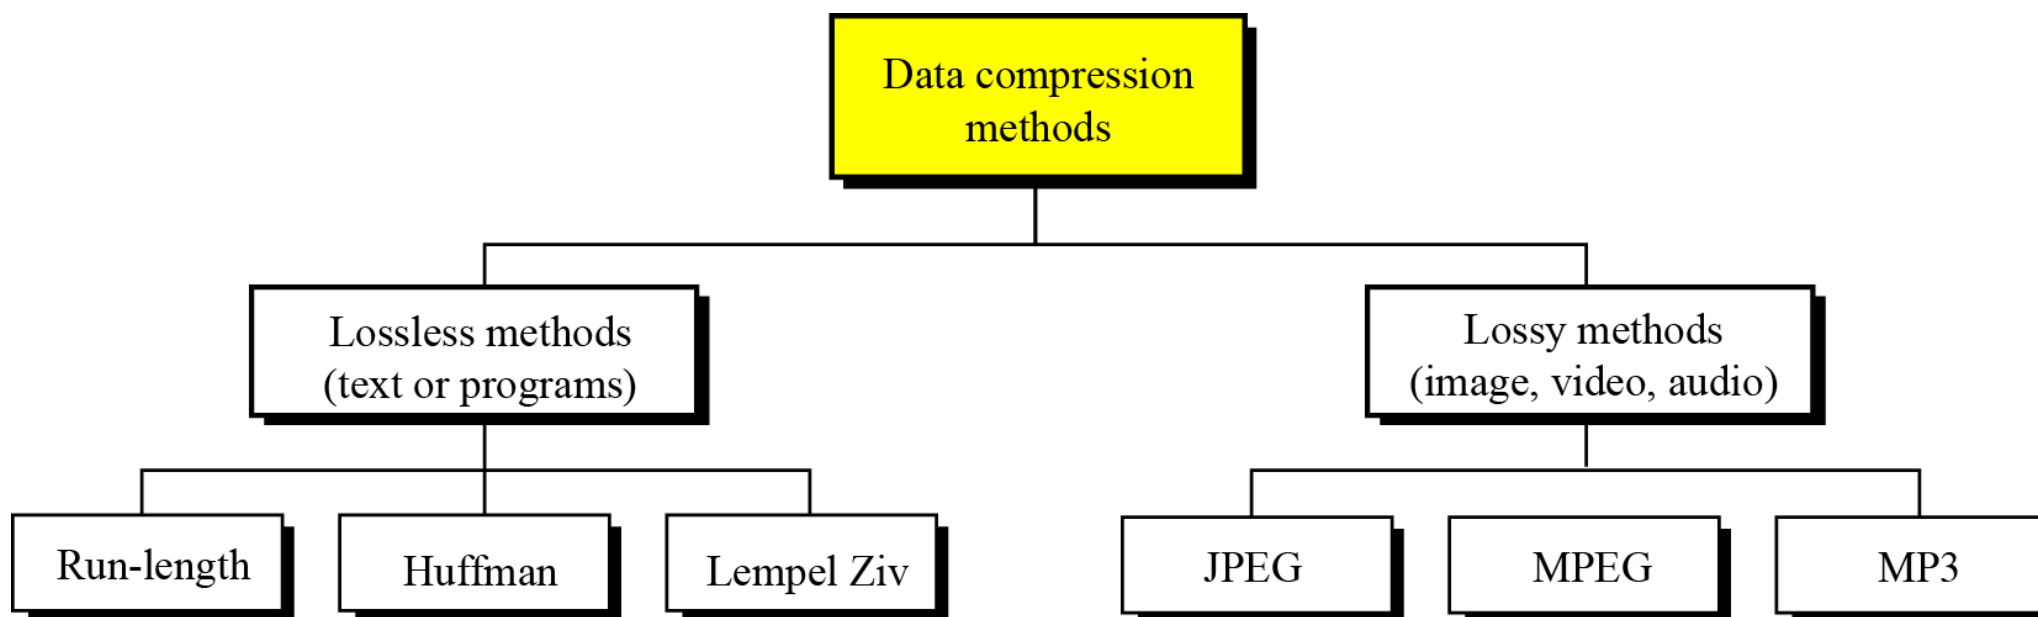 Data compression
methods
Lossless methods
(text or programs)
Lossy methods
(image, video, audio)
Run-length
Huffman
Lempel Ziv
JPEG
MPEG
MP3